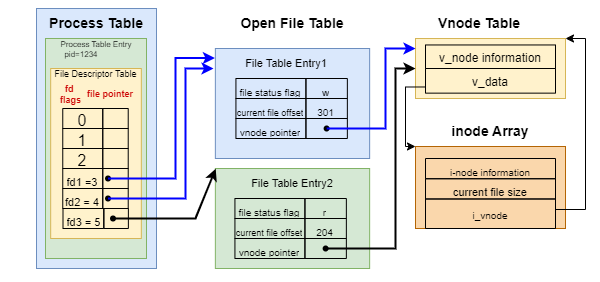 Process Table
Process Table Entry
pid=1234
File Descriptor Table
fd
flags
file pointer
0
1
2
fd1 =3
fd2 = 4
fd3 = 5
Open File Table
File Table Entry1
file status flag w
current file offset 301
vnode pointer
File Table Entry2
file status flag r
current file offset 204
vnode pointer
Vnode Table
v_node information
v_data
inode Array
i-node information
current file size
i_vnode